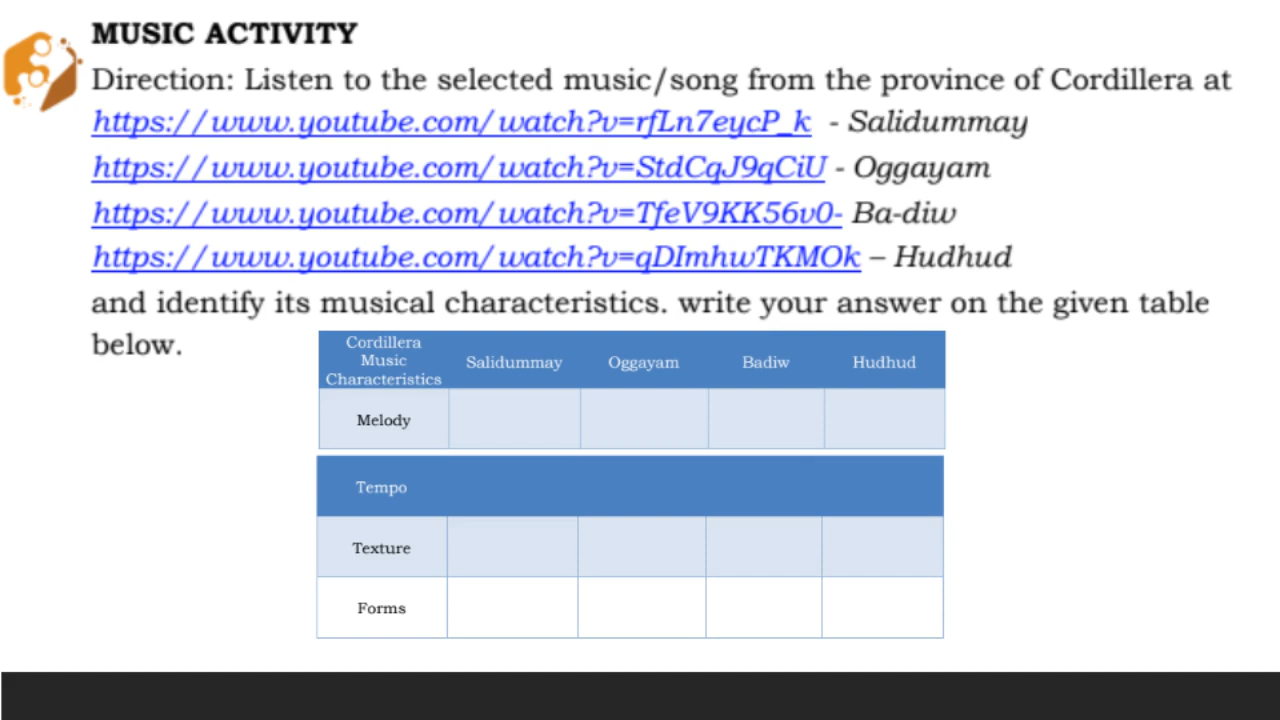 MUSIC ACTIVITY
Direction: Listen to the selected music/song from the province of Cordillera at
https://www.youtube.com/watch?v=rfLn7eycP_k - Salidummay
https://www.youtube.com/watch?v=StdCqJ9qCiU - Oggayam
https://www.youtube.com/watch?v=TfeV9KK56v0- Ba-diw
https://www.youtube.com/watch?v=qDImhwTKMOk – Hudhud
and identify its musical characteristics. write your answer on the given table
below.
Cordillera
Music
Characteristics
Salidummay
Oggayam
Badiw
Hudhud
Melody
Tempo
Texture
Forms